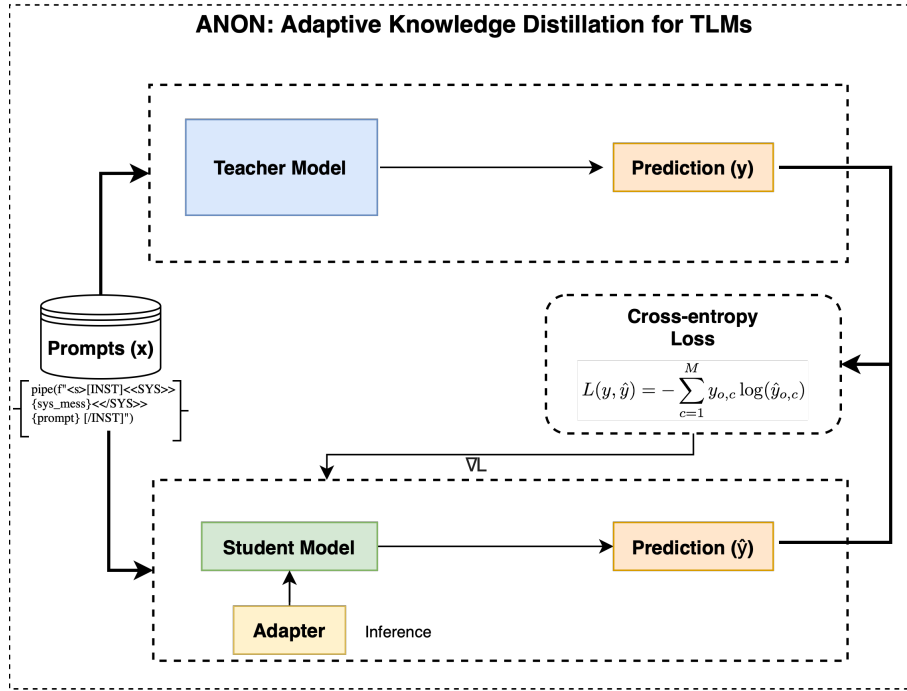 ANON: Adaptive Knowledge Distillation for TLMs
Teacher Model
Prediction (y)
Prompts (x)
pipe(f"<s>[INST]<<SYS>>
{sys_mess}<</SYS>>
{prompt} [/INST]")
Cross-entropy
Loss
L(y, ŷ) = − ∑_{c=1}^{M} y_{o,c} log(ŷ_{o,c})
∇L
Student Model
Prediction (ŷ)
Adapter
Inference